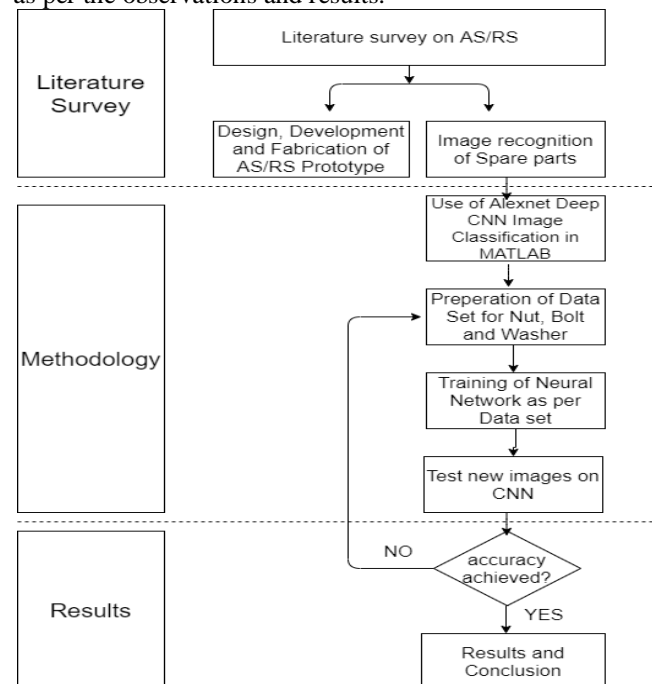 as per the observations and results.
Literature
Survey
Literature survey on AS/RS
Design, Development
and Fabrication of
AS/RS Prototype
Image recognition
of Spare parts
Methodology
Use of Alexnet Deep
CNN Image
Classification in
MATLAB
Preperation of Data
Set for Nut, Bolt
and Washer
Training of Neural
Network as per
Data set
Test new images on
CNN
Results
NO
accuracy
achieved?
YES
Results and
Conclusion